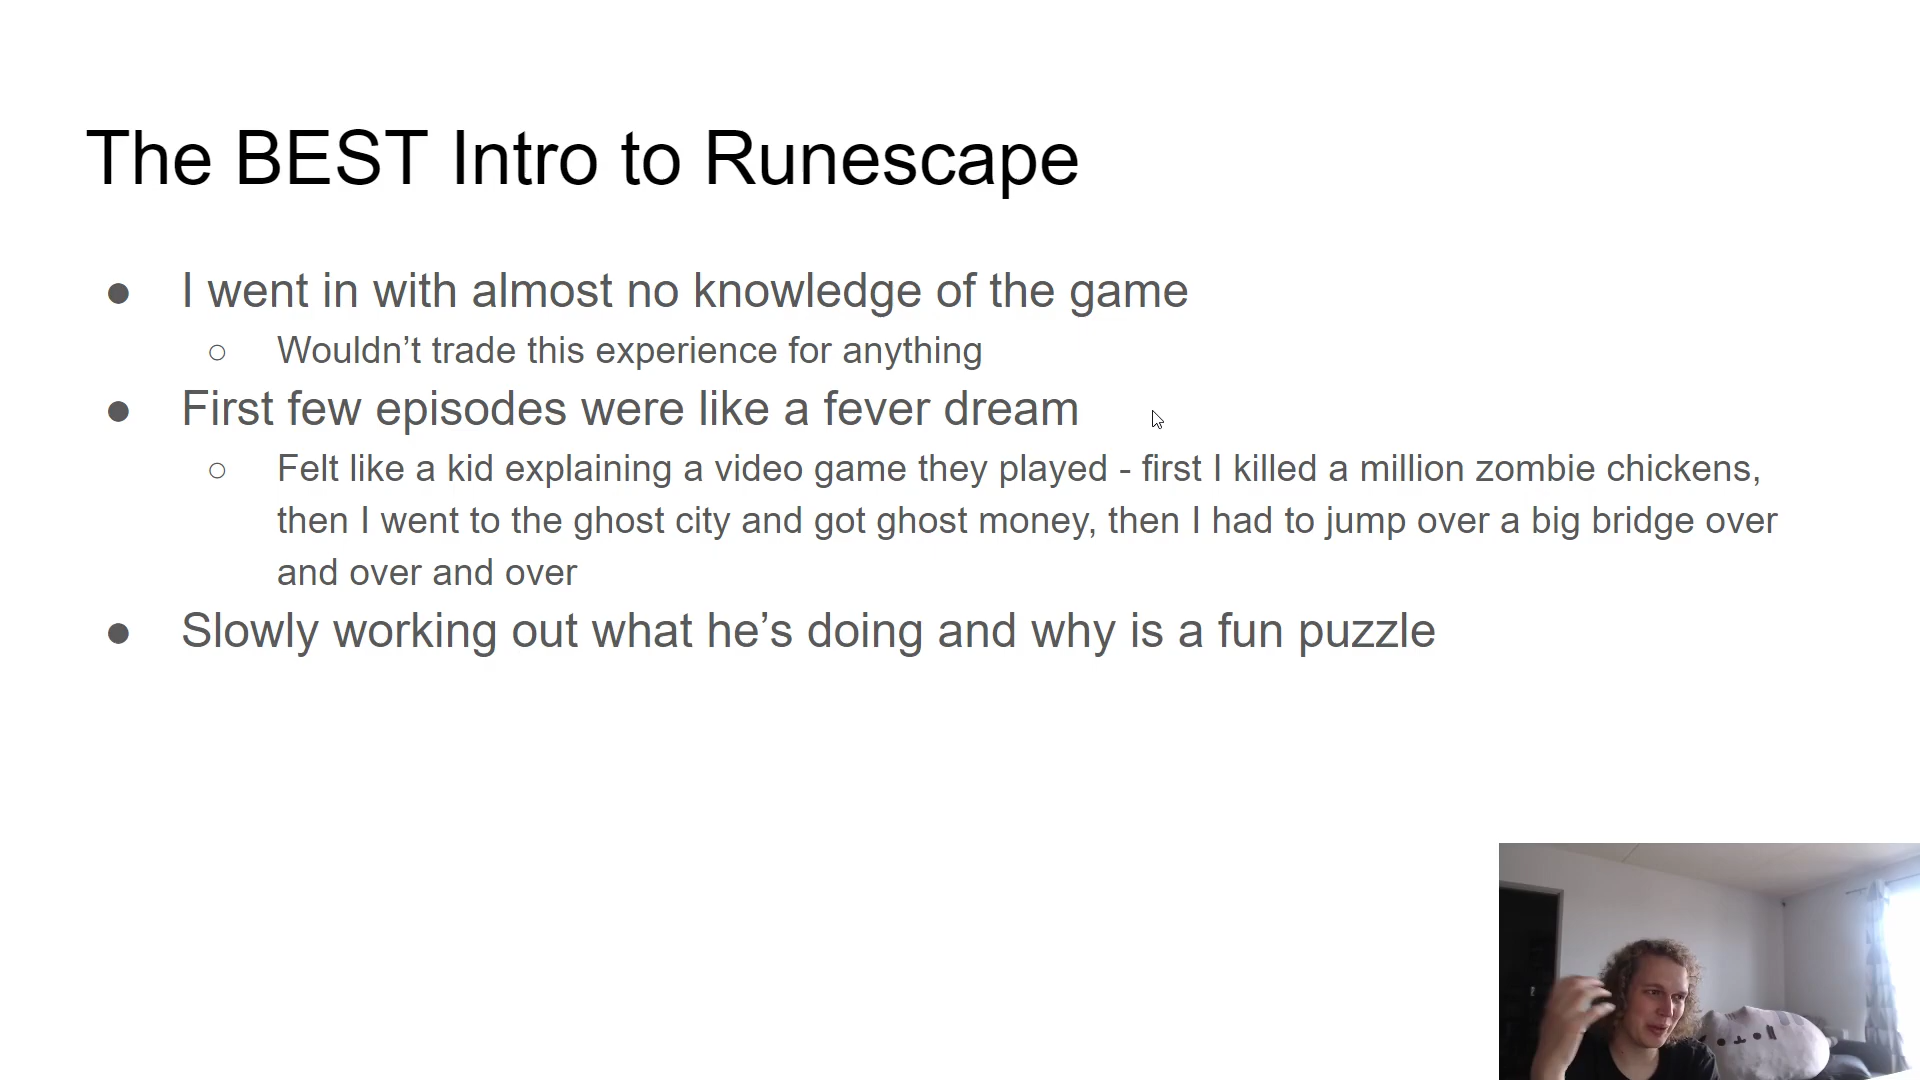 The BEST Intro to Runescape
● I went in with almost no knowledge of the game
○ Wouldn’t trade this experience for anything
● First few episodes were like a fever dream
○ Felt like a kid explaining a video game they played - first I killed a million zombie chickens,
then I went to the ghost city and got ghost money, then I had to jump over a big bridge over
and over and over
● Slowly working out what he’s doing and why is a fun puzzle